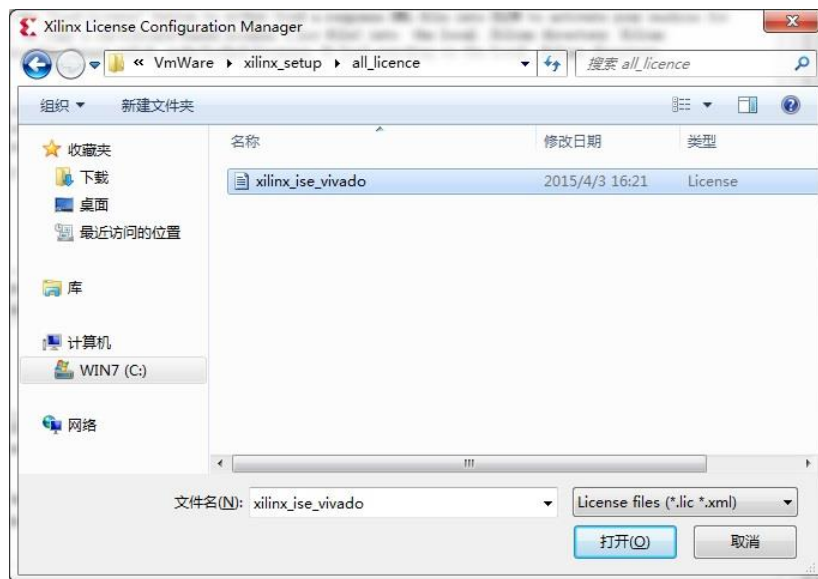 Xilinx License Configuration Manager
« VmWare ▸ xilinx_setup ▸ all_licence
搜索 all_licence
组织 新建文件夹
收藏夹
下载
桌面
最近访问的位置
库
计算机
WIN7 (C:)
网络
名称 修改日期 类型
xilinx_ise_vivado 2015/4/3 16:21 License
文件名(N): xilinx_ise_vivado License files (*.lic *.xml)
打开(O) 取消